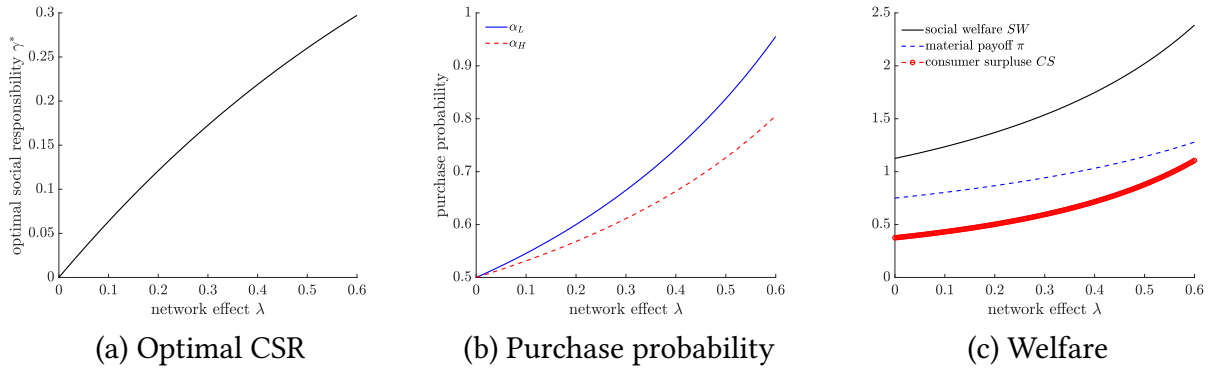 optimal social responsibility γ*
0.3
0.25
0.2
0.15
0.1
0.05
0
0 0.1 0.2 0.3 0.4 0.5 0.6
network effect λ
(a) Optimal CSR
purchase probability
1
0.9
0.8
0.7
0.6
0.5
α_L
α_H
0 0.1 0.2 0.3 0.4 0.5 0.6
network effect λ
(b) Purchase probability
2.5
2
1.5
1
0.5
0
social welfare SW
material payoff π
consumer surpluse CS
0 0.1 0.2 0.3 0.4 0.5 0.6
network effect λ
(c) Welfare